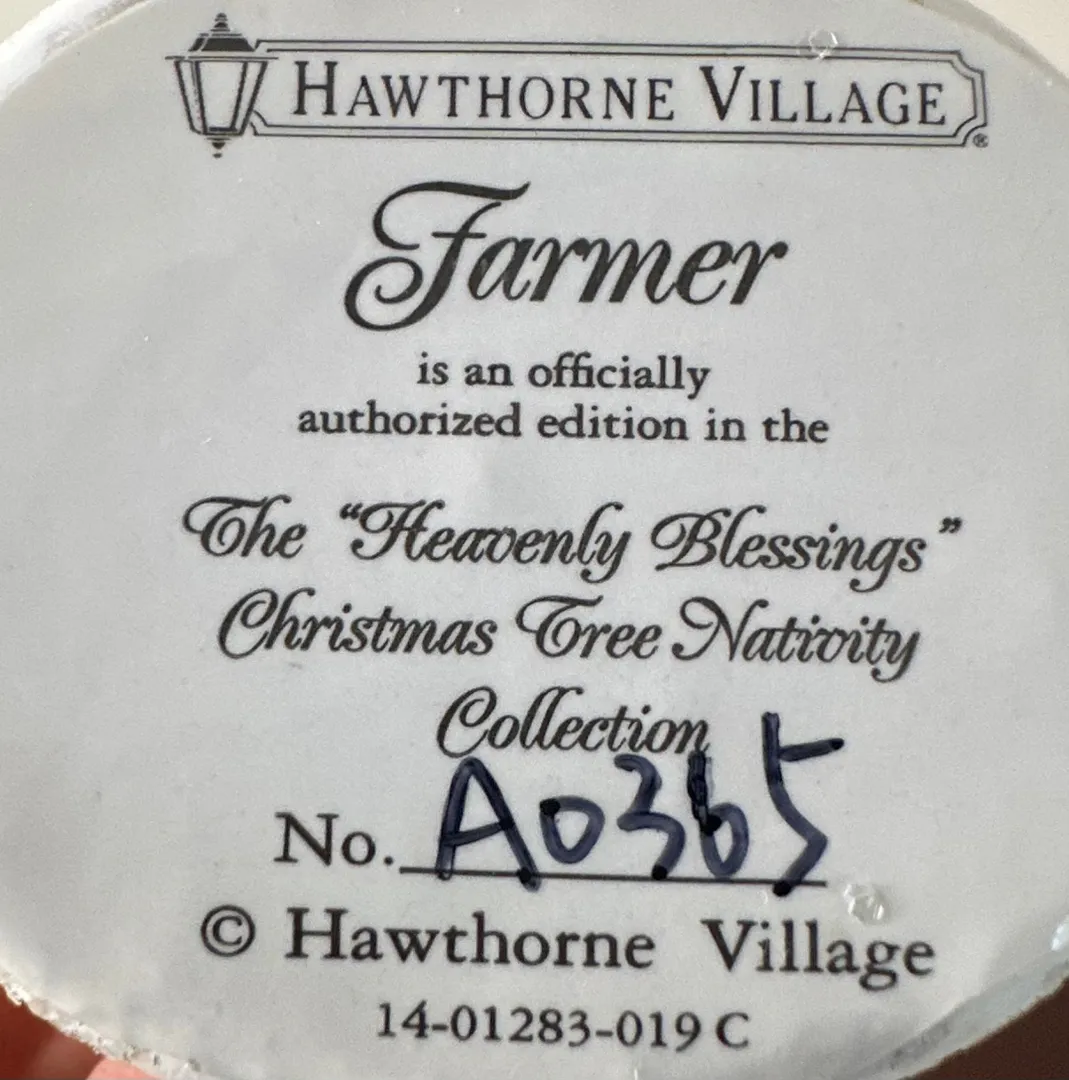 HAWTHORNE VILLAGE ®
Farmer
is an officially
authorized edition in the
The “Heavenly Blessings”
Christmas Tree Nativity
Collection
No. A0365
© Hawthorne Village
14-01283-019 C